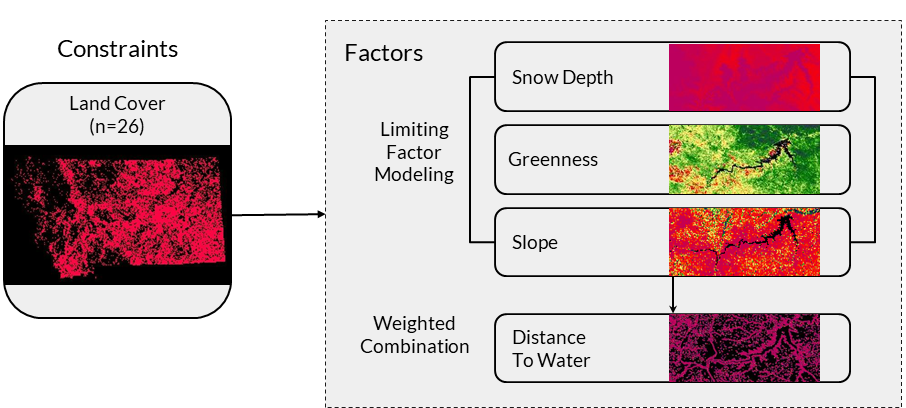 Constraints
Land Cover
(n=26)
Factors
Limiting
Factor
Modeling
Snow Depth
Greenness
Slope
Weighted
Combination
Distance
To Water